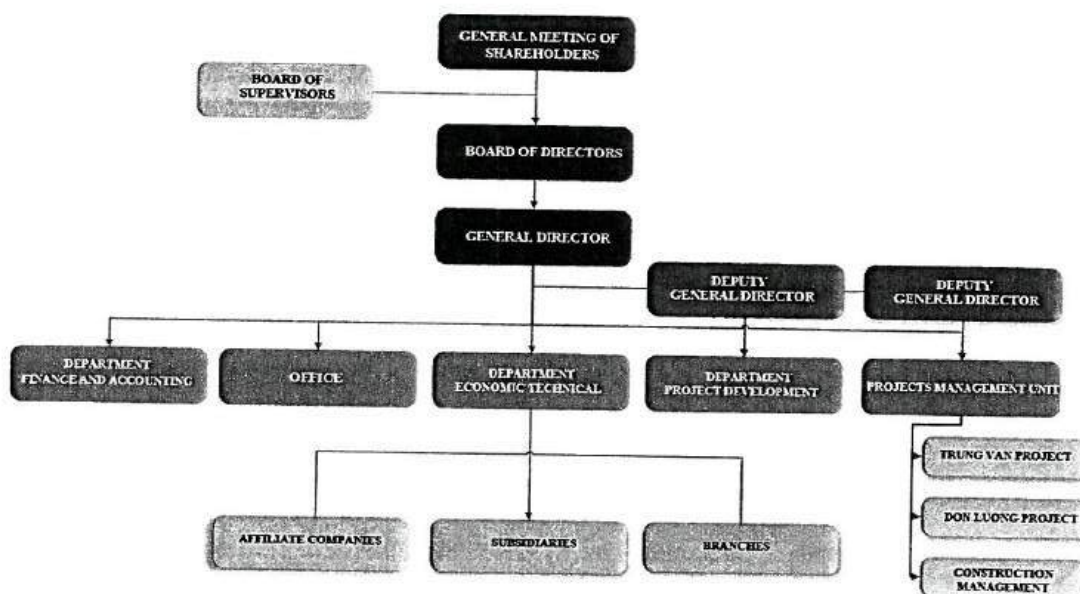 GENERAL MEETING OF
SHAREHOLDERS
BOARD OF
SUPERVISORS
BOARD OF DIRECTORS
GENERAL DIRECTOR
DEPUTY
GENERAL DIRECTOR
DEPUTY
GENERAL DIRECTOR
DEPARTMENT
FINANCE AND ACCOUNTING
OFFICE
DEPARTMENT
ECONOMIC TECHNICAL
DEPARTMENT
PROJECT DEVELOPMENT
PROJECTS MANAGEMENT UNIT
TRUNG VAN PROJECT
DON LUONG PROJECT
CONSTRUCTION
MANAGEMENT
AFFILIATE COMPANIES
SUBSIDIARIES
BRANCHES